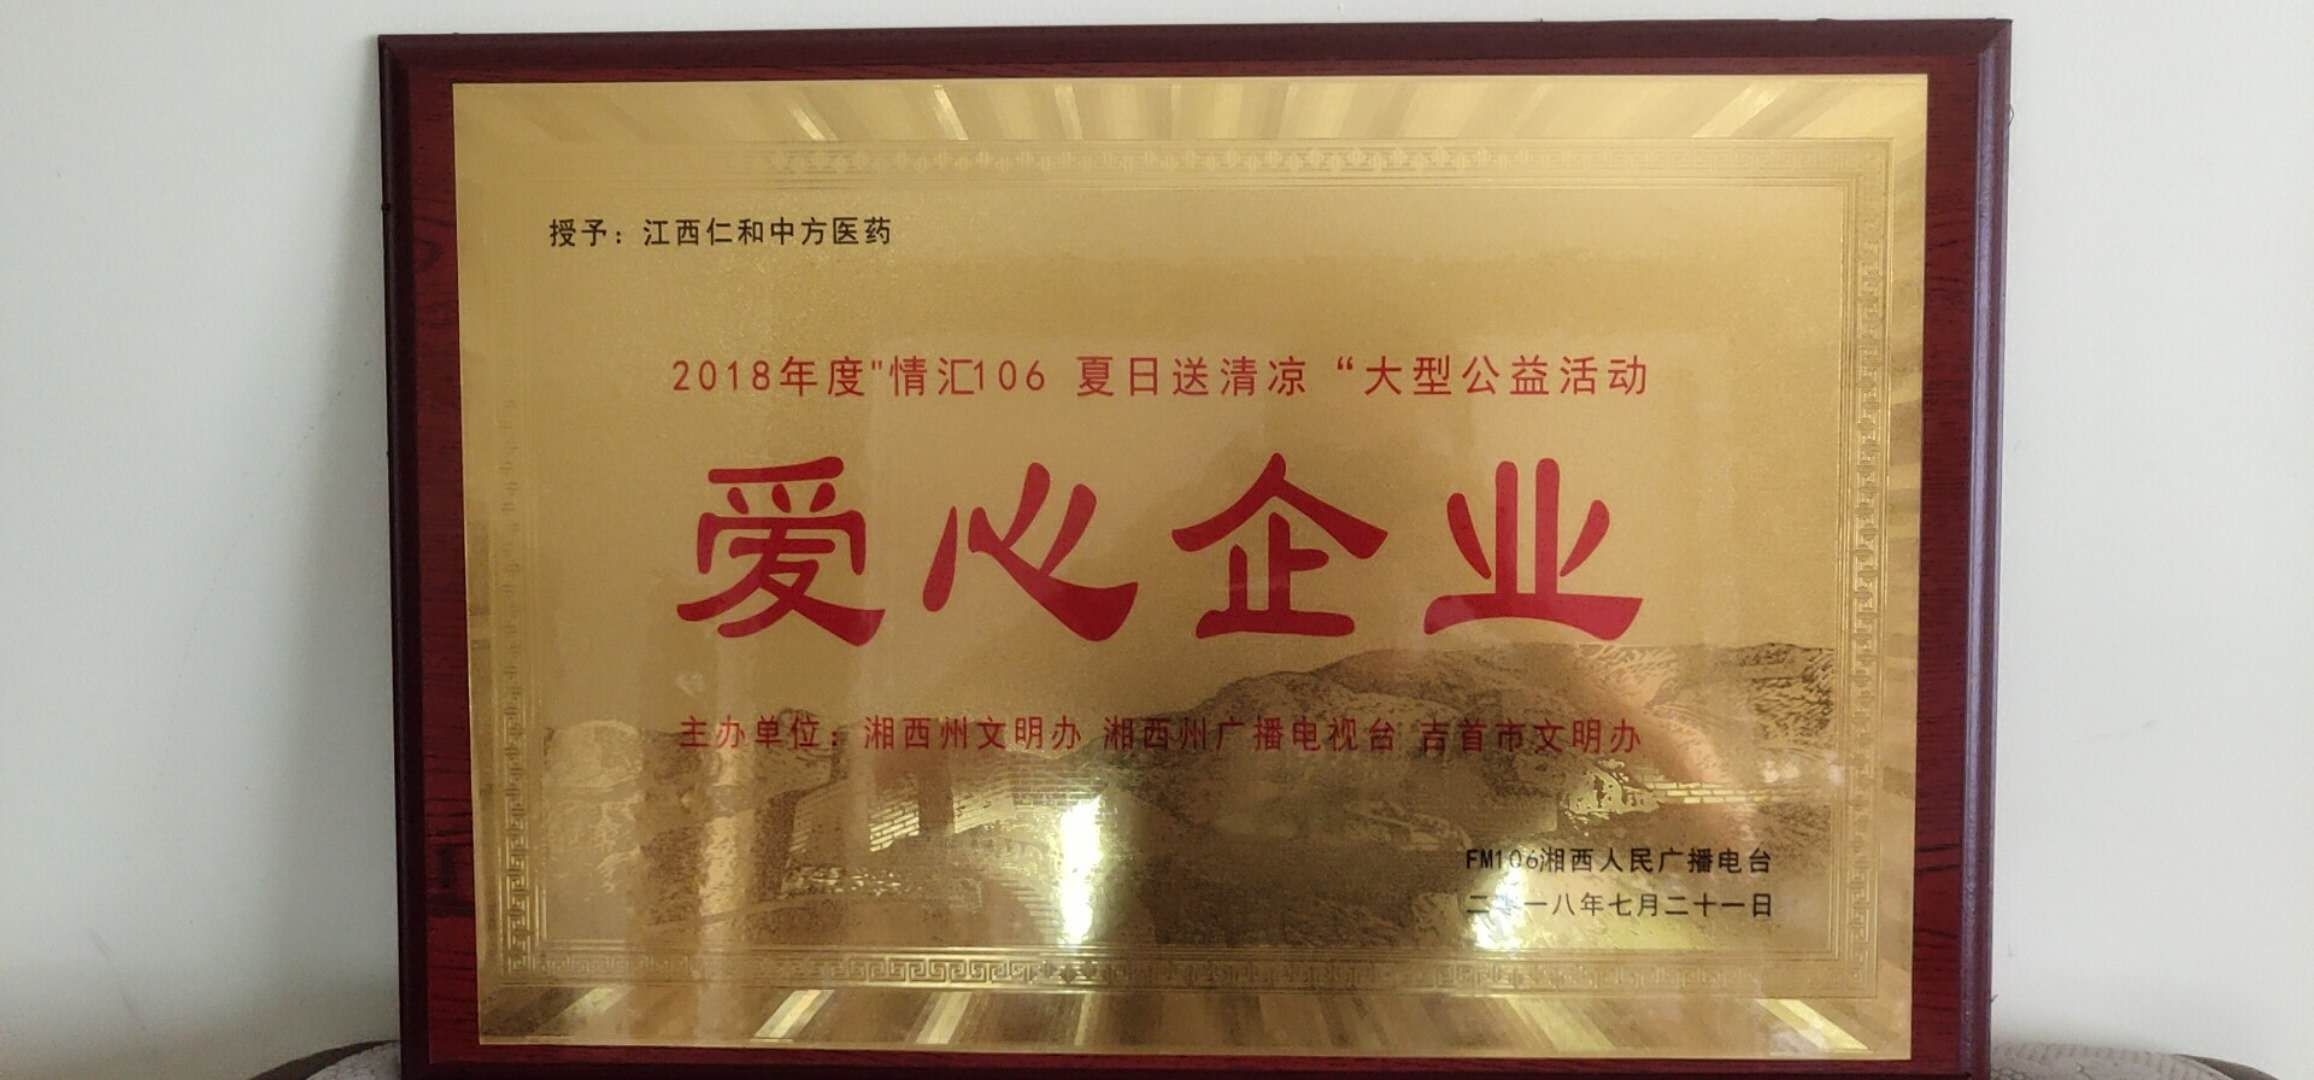 授予：江西仁和中方医药
2018年度"情汇106 夏日送清凉“大型公益活动
爱心企业
主办单位：湘西州文明办 湘西州广播电视台 吉首市文明办
FM106湘西人民广播电台
二零一八年七月二十一日